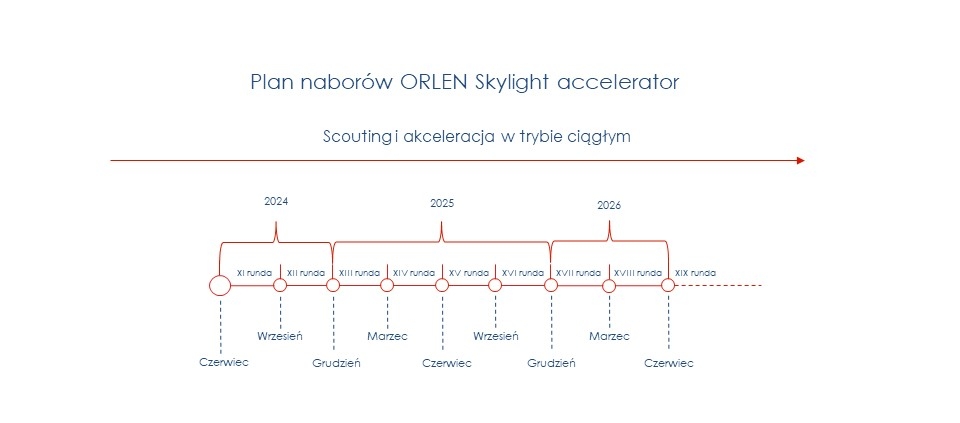 Plan naborów ORLEN Skylight accelerator
Scouting i akceleracja w trybie ciągłym
2024 2025 2026
XI runda XII runda XIII runda XIV runda XV runda XVI runda XVII runda XVIII runda XIX runda
Wrzesień Marzec Wrzesień Marzec
Czerwiec Grudzień Czerwiec Grudzień Czerwiec